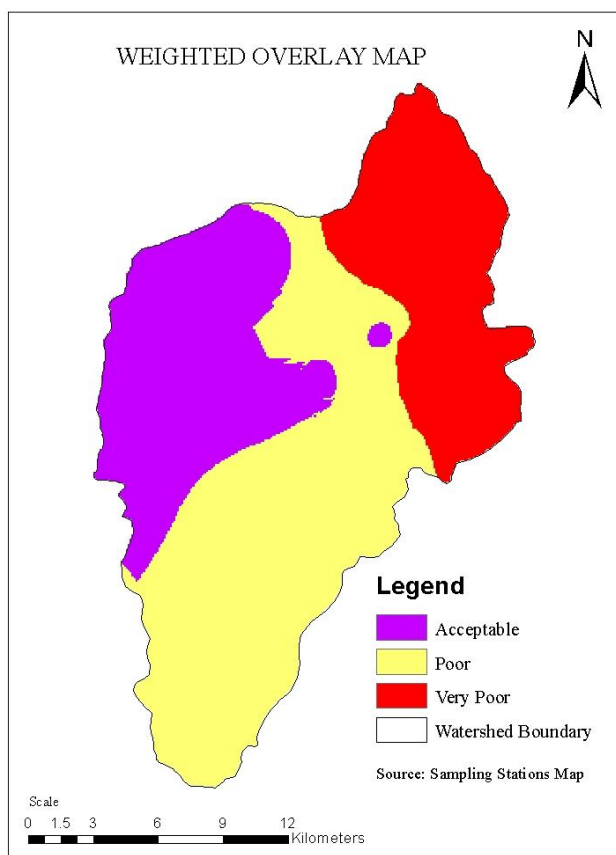 WEIGHTED OVERLAY MAP
N
Legend
Acceptable
Poor
Very Poor
Watershed Boundary
Source: Sampling Stations Map
Scale
0 1.5 3 6 9 12
Kilometers